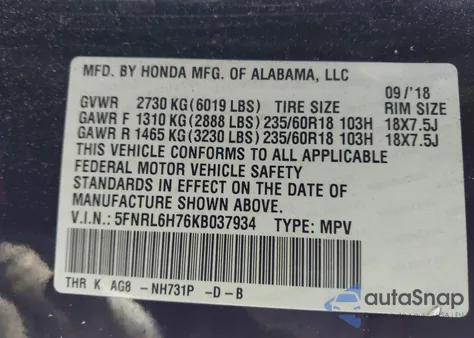 MFD. BY HONDA MFG. OF ALABAMA, LLC
09/'18
GVWR 2730 KG(6019 LBS) TIRE SIZE RIM SIZE
GAWR F 1310 KG(2888 LBS)235/60R18 103H 18X7.5J
GAWR R 1465 KG(3230 LBS)235/60R18 103H 18X7.5J
THIS VEHICLE CONFORMS TO ALL APPLICABLE
FEDERAL MOTOR VEHICLE SAFETY
STANDARDS IN EFFECT ON THE DATE OF
MANUFACTURE SHOWN ABOVE.
V.I.N.: 5FNRL6H76KB037934 TYPE: MPV
THR K AG8 - NH731P -D-B
autoSnap